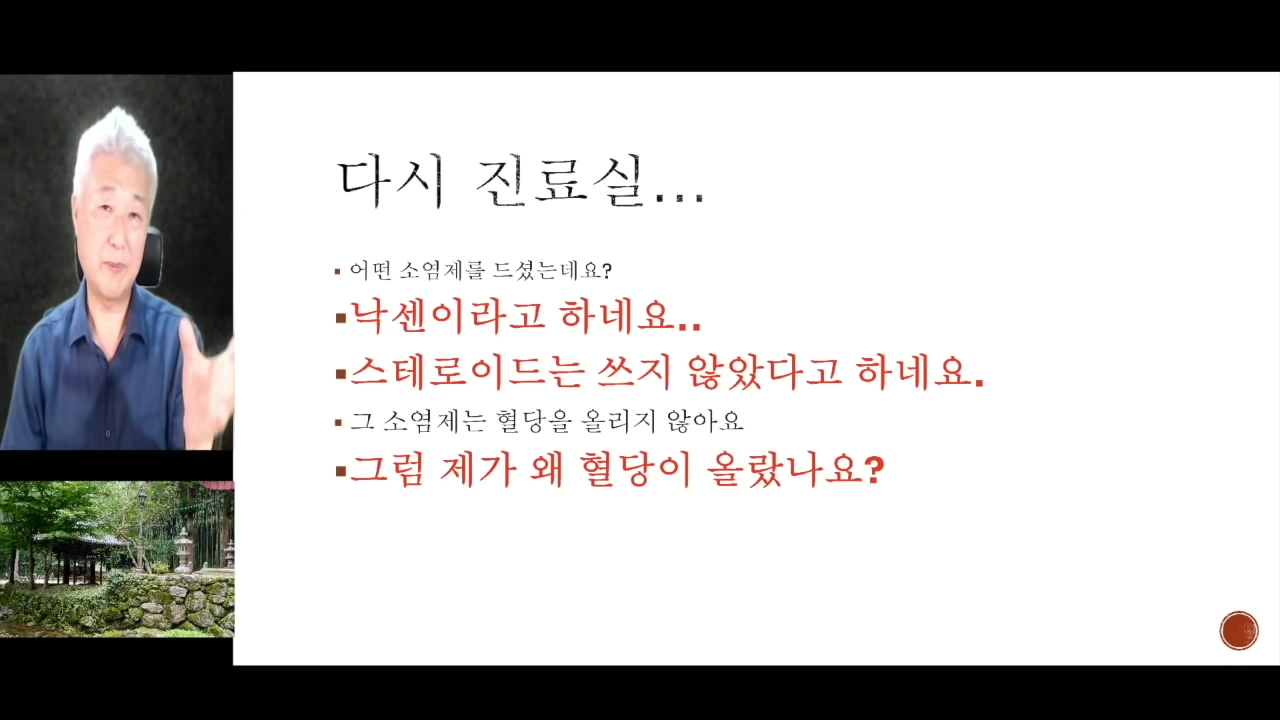 다시 진료실...
▪ 어떤 소염제를 드셨는데요?
▪낙센이라고 하네요..
▪스테로이드는 쓰지 않았다고 하네요.
▪ 그 소염제는 혈당을 올리지 않아요
▪그럼 제가 왜 혈당이 올랐나요?